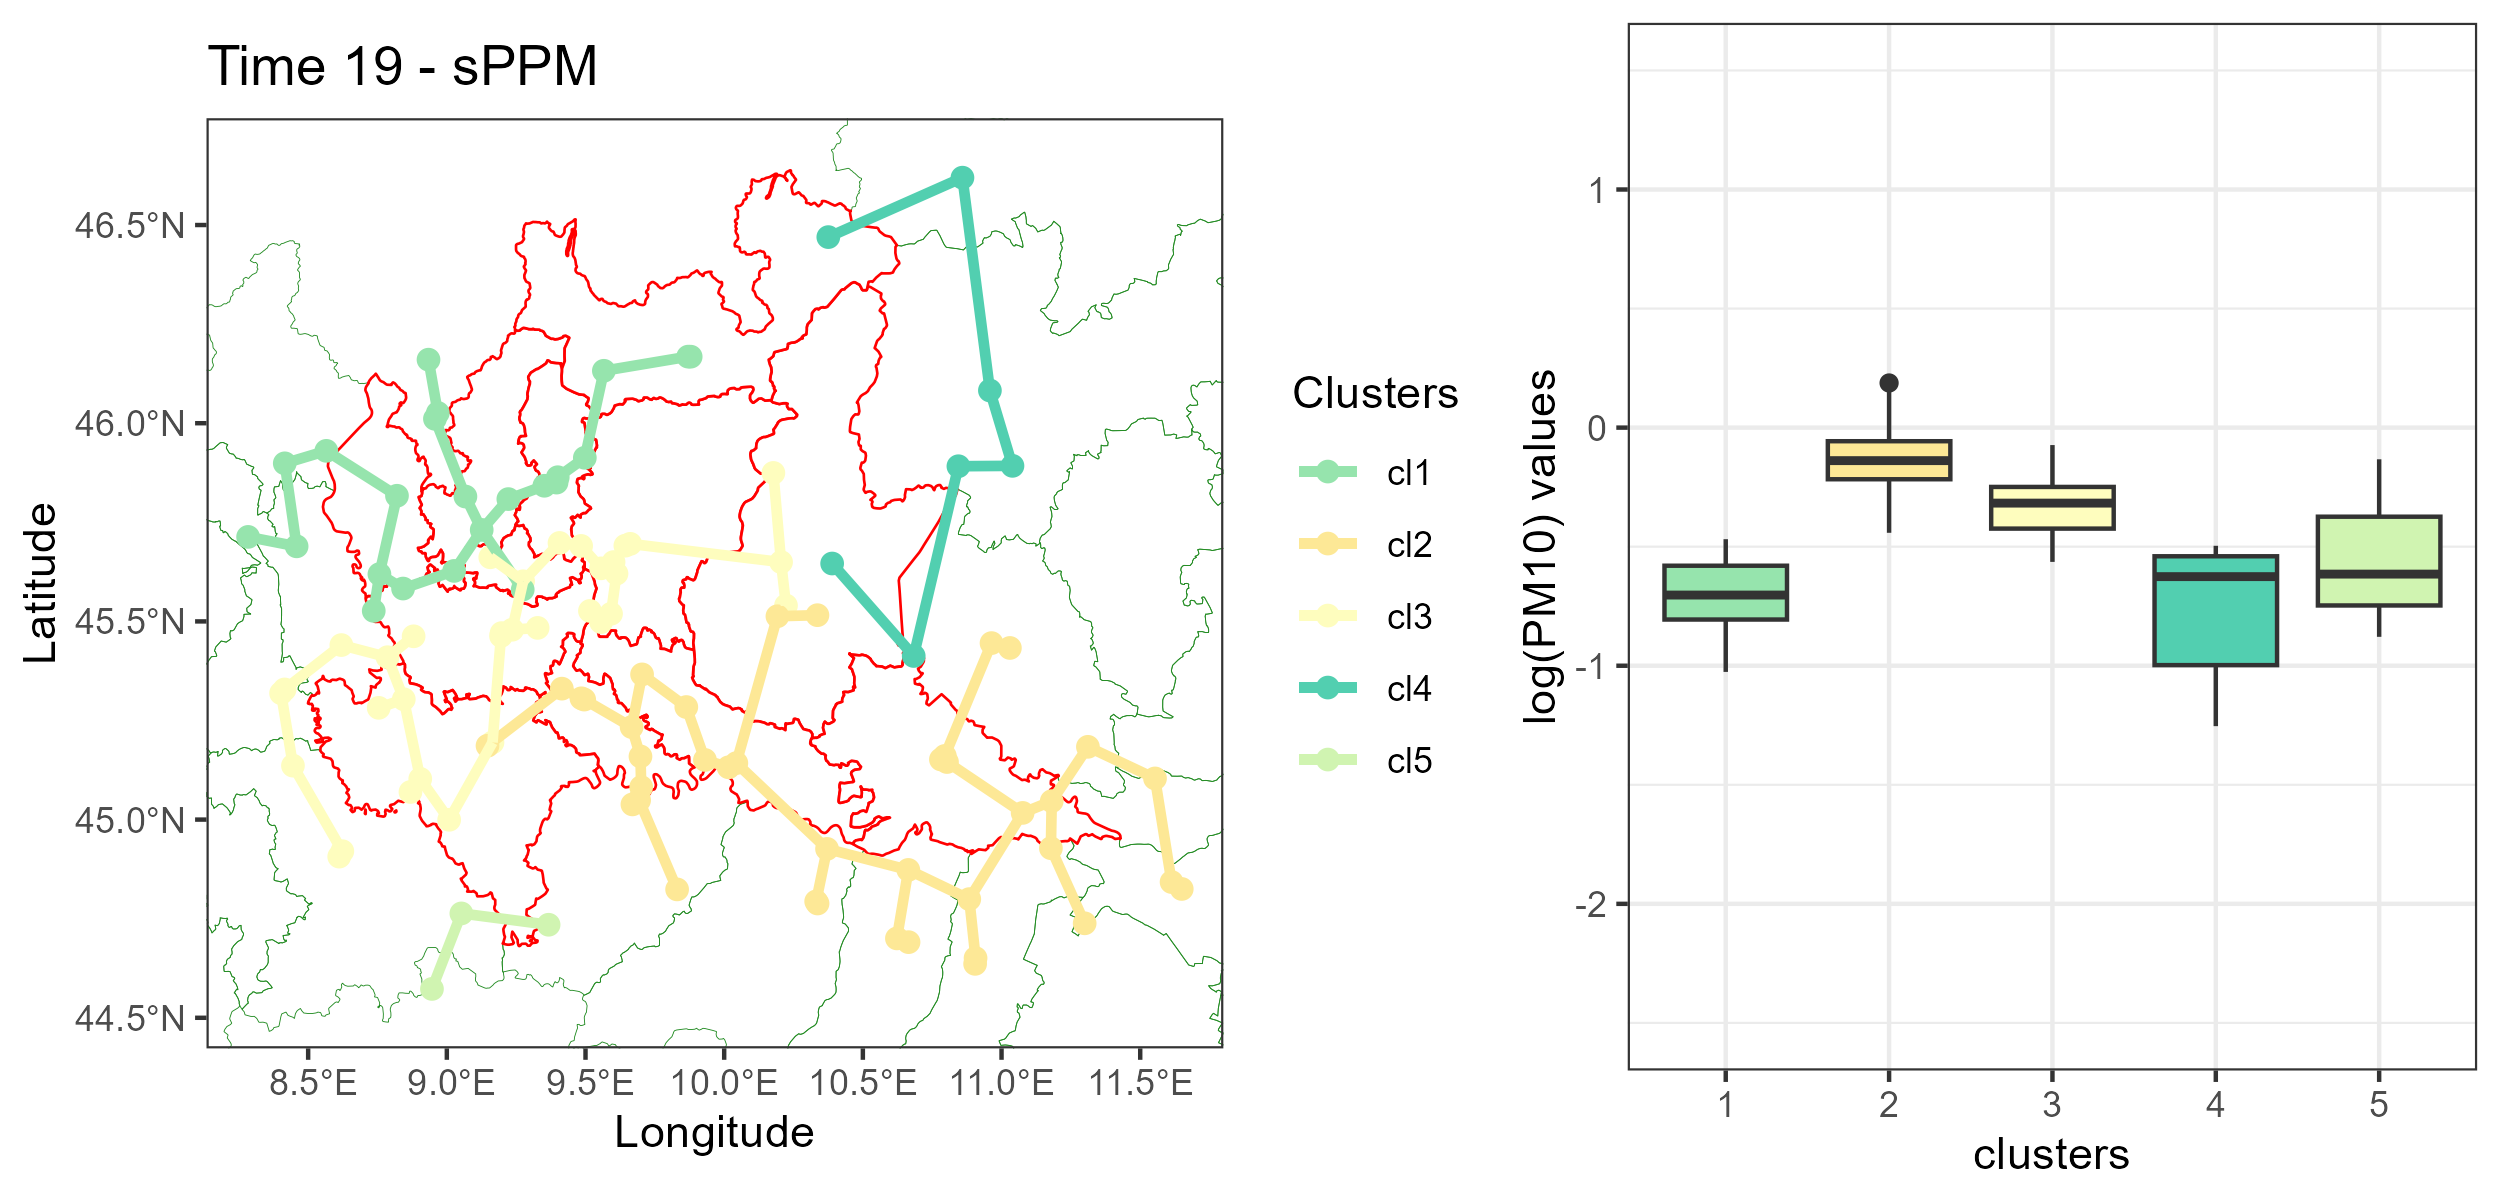 Time 19 - sPPM
46.5°N
46.0°N
45.5°N
45.0°N
44.5°N
Latitude
8.5°E 9.0°E 9.5°E 10.0°E 10.5°E 11.0°E 11.5°E
Longitude
Clusters
cl1
cl2
cl3
cl4
cl5
log(PM10) values
1
0
-1
-2
1 2 3 4 5
clusters